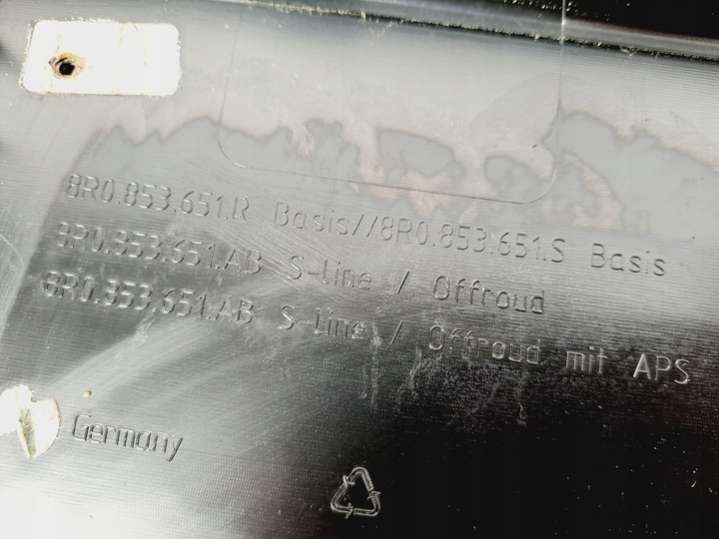 8R0.853.651.R Basis//8R0.853.651.S Basis
8R0.853.651.AB S-Line / Offroud
8R0.853.651.AB S-Line / Offroud mit APS
Germany